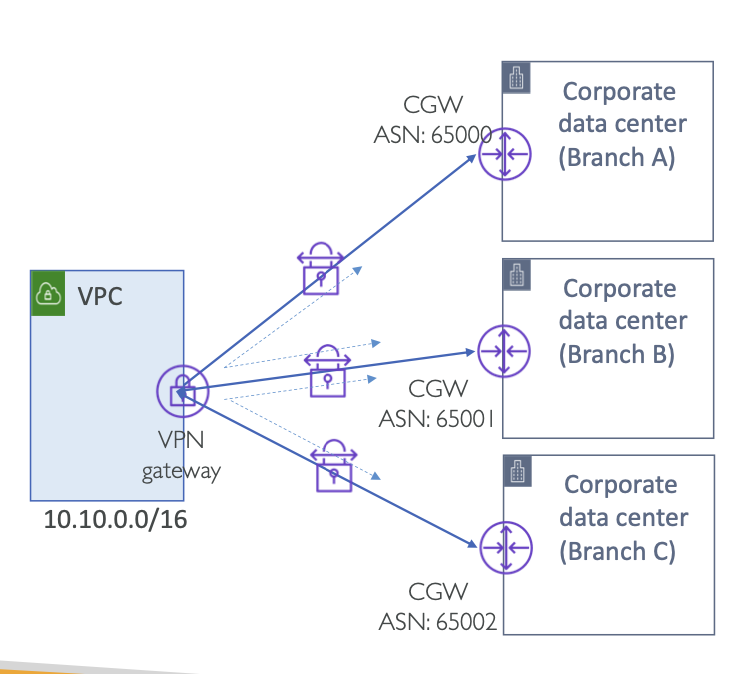 CGW
ASN: 65000
Corporate
data center
(Branch A)
VPC
VPN
gateway
10.10.0.0/16
CGW
ASN: 65001
Corporate
data center
(Branch B)
CGW
ASN: 65002
Corporate
data center
(Branch C)